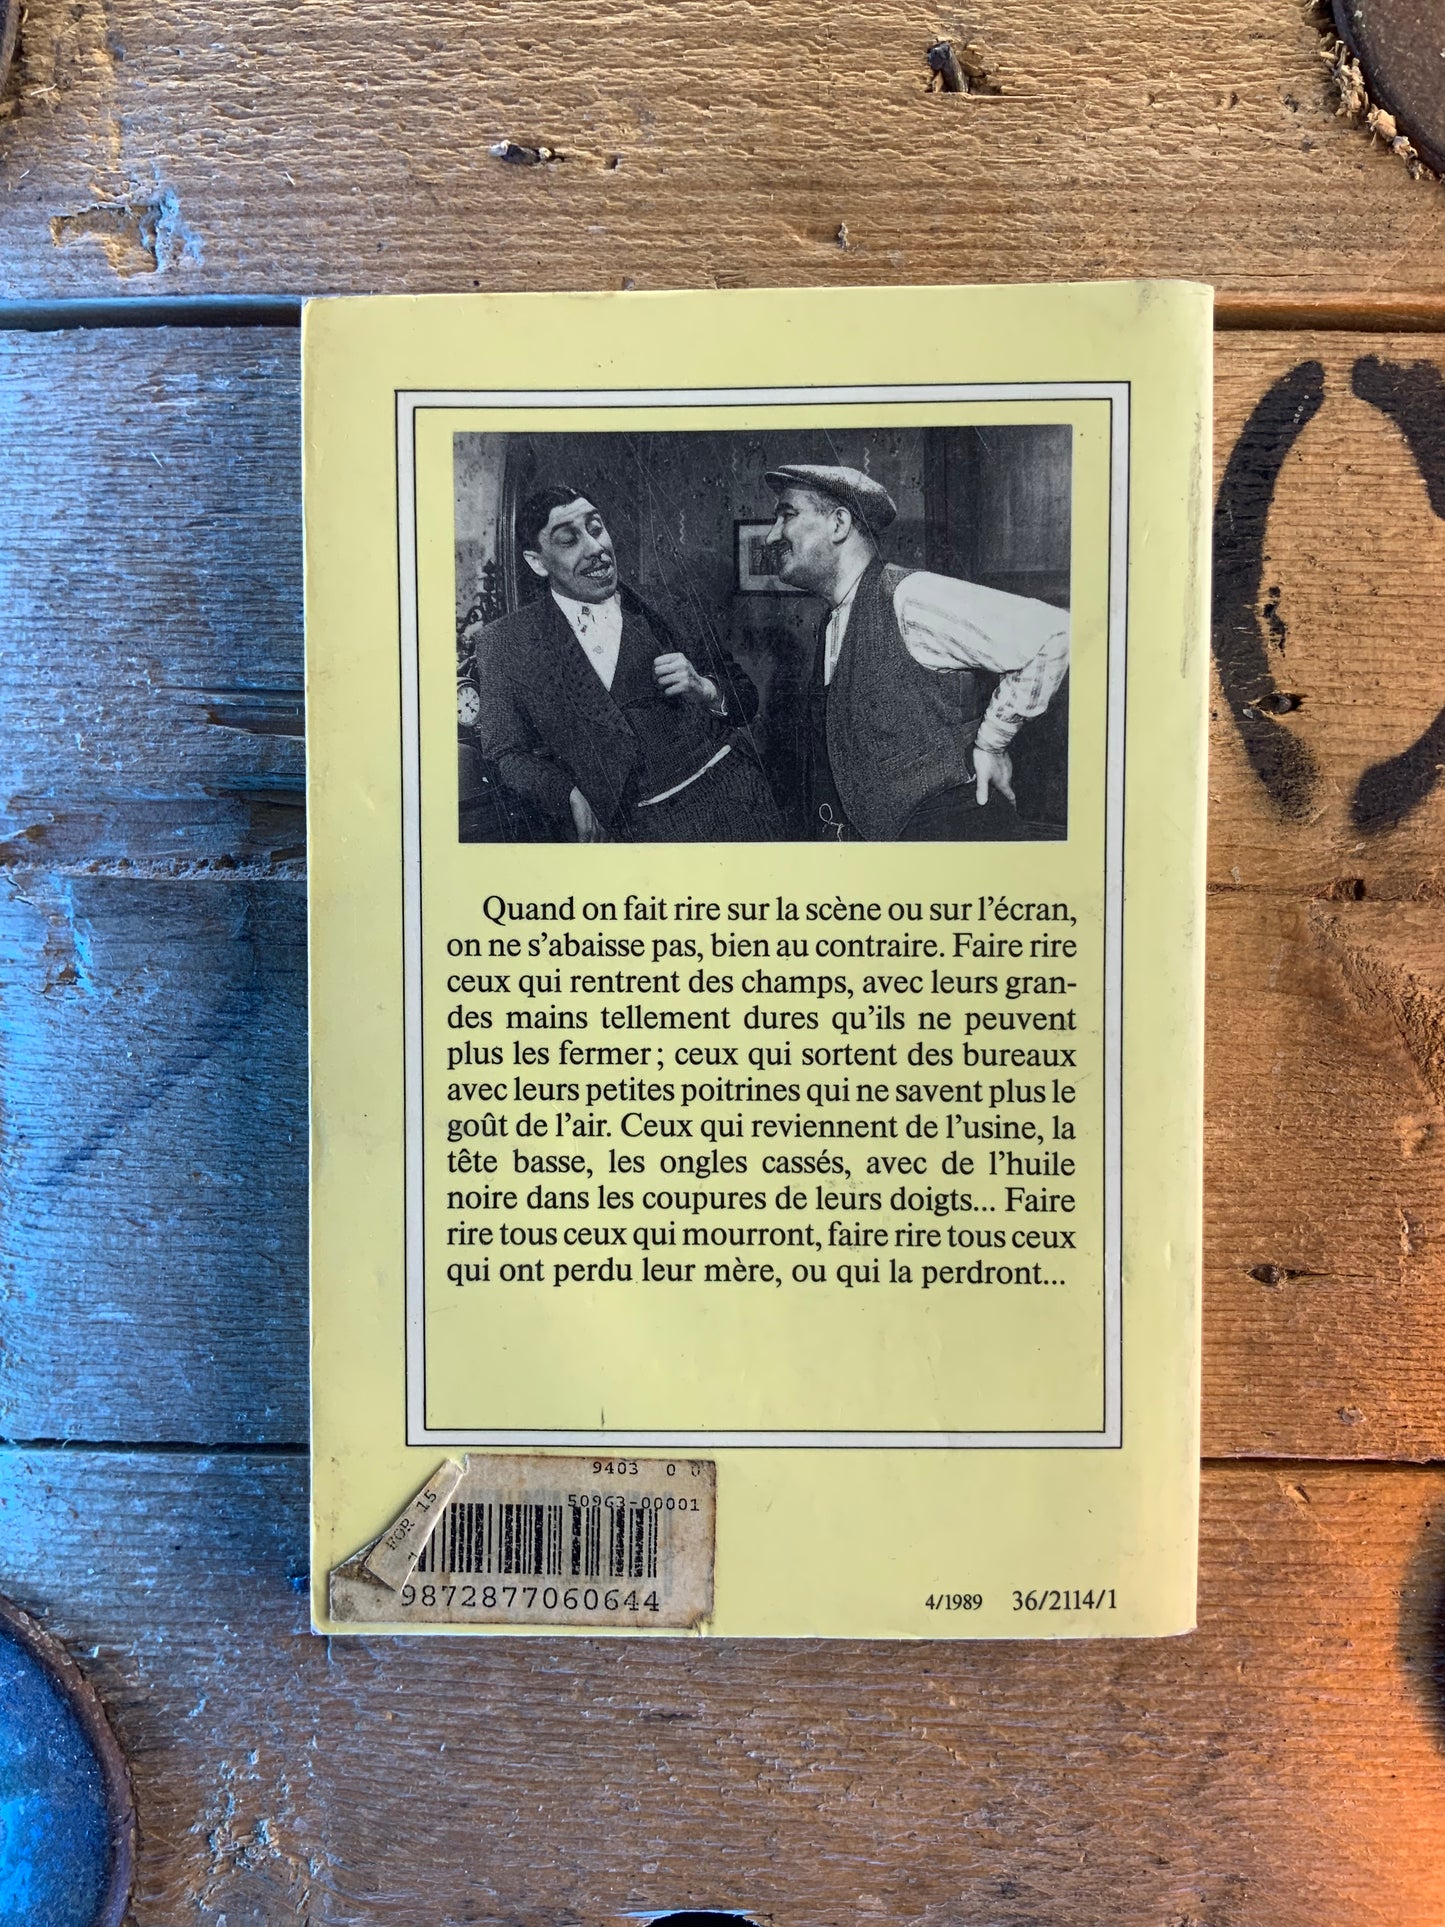 Quand on fait rire sur la scène ou sur l'écran,
on ne s'abaisse pas, bien au contraire. Faire rire
ceux qui rentrent des champs, avec leurs gran-
des mains tellement dures qu'ils ne peuvent
plus les fermer ; ceux qui sortent des bureaux
avec leurs petites poitrines qui ne savent plus le
goût de l'air. Ceux qui reviennent de l'usine, la
tête basse, les ongles cassés, avec de l'huile
noire dans les coupures de leurs doigts... Faire
rire tous ceux qui mourront, faire rire tous ceux
qui ont perdu leur mère, ou qui la perdront...
9403 0 0
50963-00001
FOR 15
9872877060644
4/1989 36/2114/1